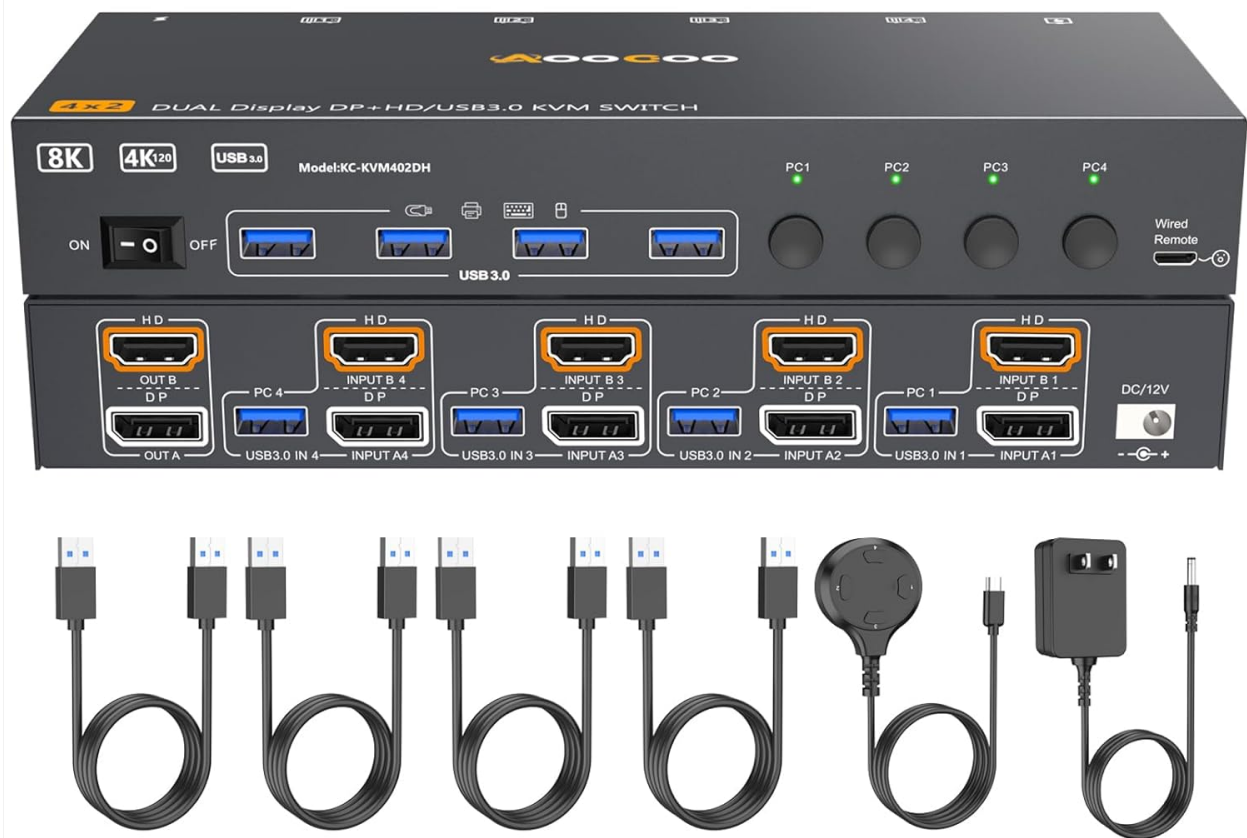 AOOCOO
4x2 DUAL Display DP+HD/USB3.0 KVM SWITCH
8K 4K120 USB 3.0 Model:KC-KVM402DH
PC1 PC2 PC3 PC4
ON OFF
USB 3.0
Wired
Remote
HD HD HD HD HD
OUT B INPUT B 4 INPUT B 3 INPUT B 2 INPUT B 1
DP PC 4 DP PC 3 DP PC 2 DP PC 1 DP DC/12V
OUT A USB3.0 IN 4 INPUT A4 USB3.0 IN 3 INPUT A3 USB3.0 IN 2 INPUT A2 USB3.0 IN 1 INPUT A1